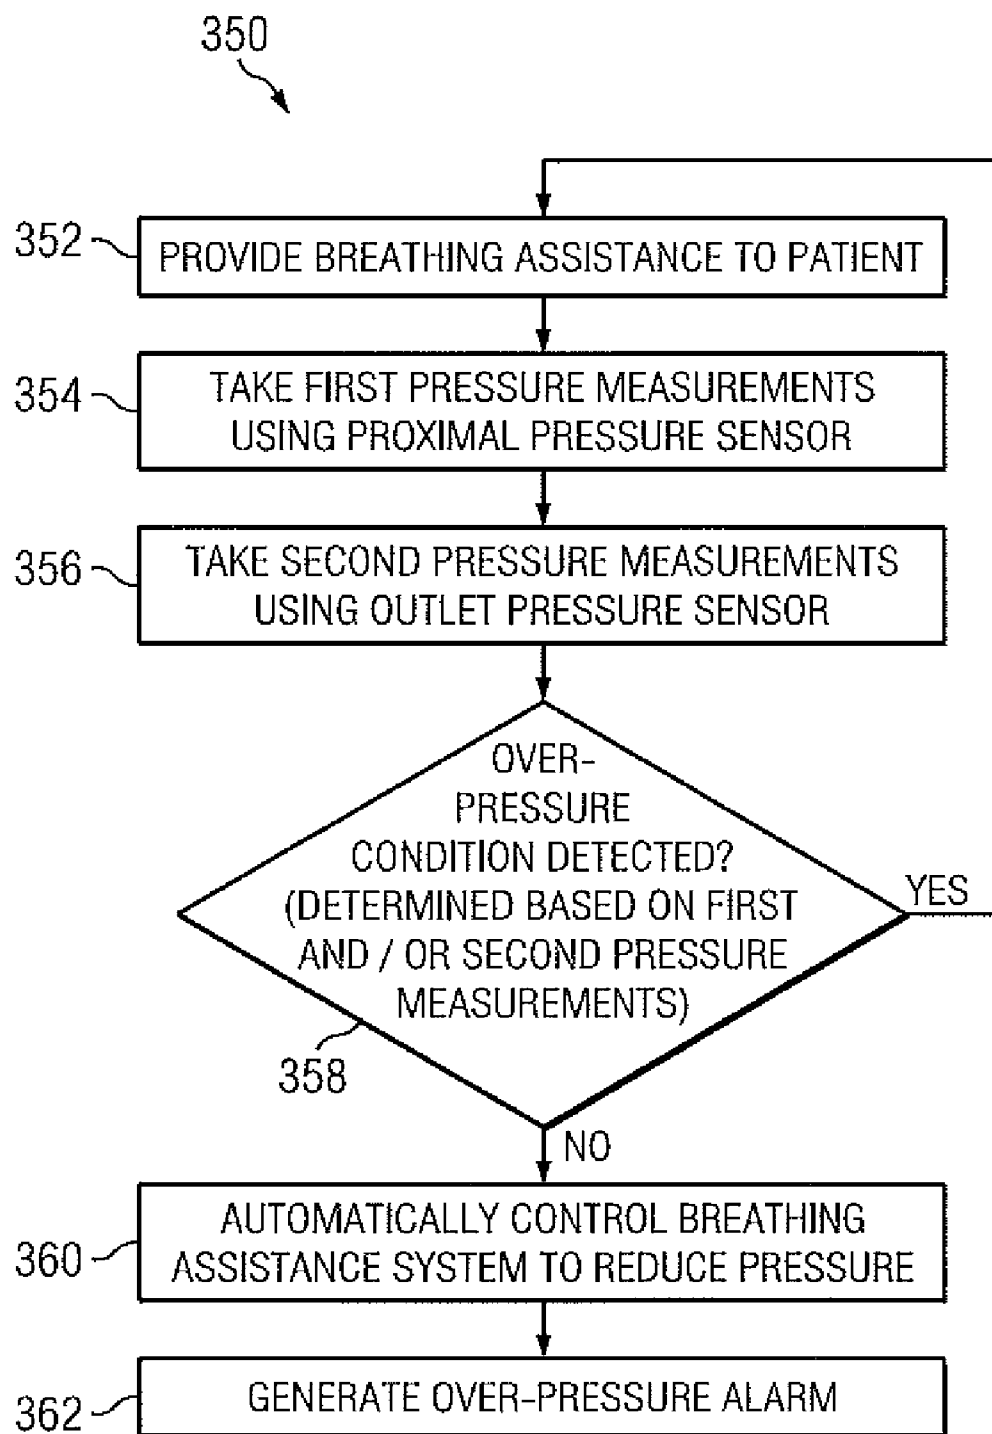 350
352
PROVIDE BREATHING ASSISTANCE TO PATIENT
354
TAKE FIRST PRESSURE MEASUREMENTS
USING PROXIMAL PRESSURE SENSOR
356
TAKE SECOND PRESSURE MEASUREMENTS
USING OUTLET PRESSURE SENSOR
OVER-
PRESSURE
CONDITION DETECTED?
(DETERMINED BASED ON FIRST
AND / OR SECOND PRESSURE
MEASUREMENTS)
YES
358
NO
360
AUTOMATICALLY CONTROL BREATHING
ASSISTANCE SYSTEM TO REDUCE PRESSURE
362
GENERATE OVER-PRESSURE ALARM